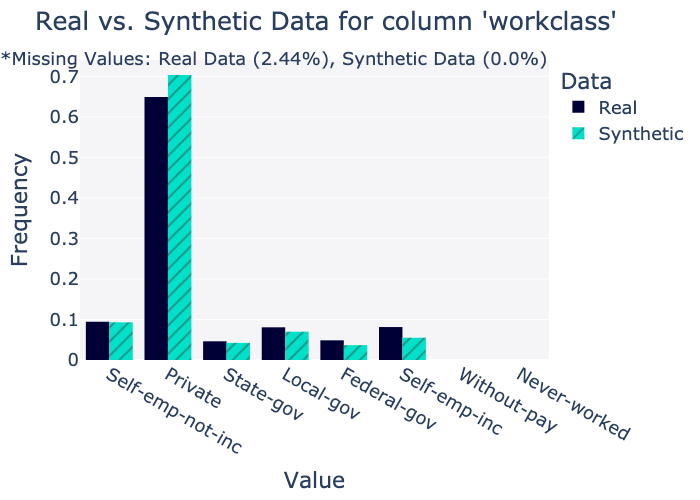 Real vs. Synthetic Data for column 'workclass'
*Missing Values: Real Data (2.44%), Synthetic Data (0.0%)
Data
Real
Synthetic
Frequency
0.7
0.6
0.5
0.4
0.3
0.2
0.1
0
Self-emp-not-inc
Private
State-gov
Local-gov
Federal-gov
Self-emp-inc
Without-pay
Never-worked
Value